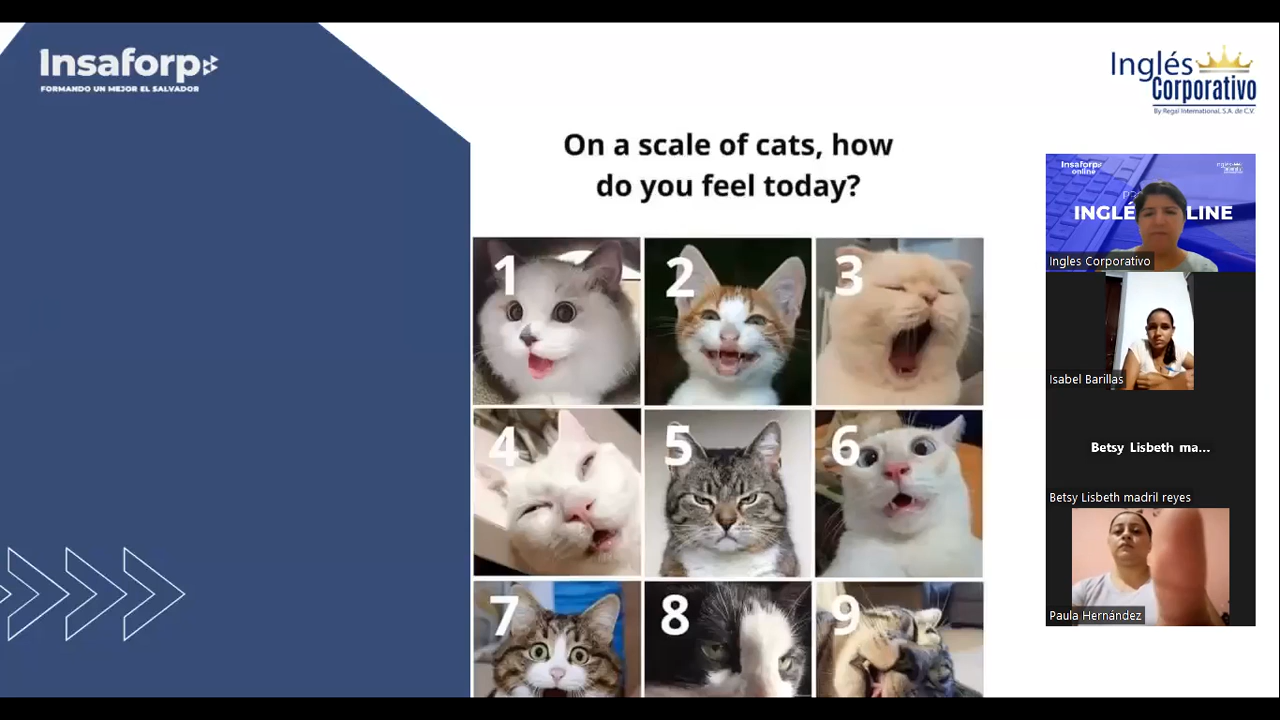 Insaforp
FORMANDO UN MEJOR EL SALVADOR
Inglés
Corporativo
By Regal International, S.A. de C.V.
On a scale of cats, how
do you feel today?
1
2
3
4
5
6
7
8
9
Insaforp
online
INGLÉ LINE
Ingles Corporativo
Isabel Barillas
Betsy Lisbeth ma...
Betsy Lisbeth madril reyes
Paula Hernández